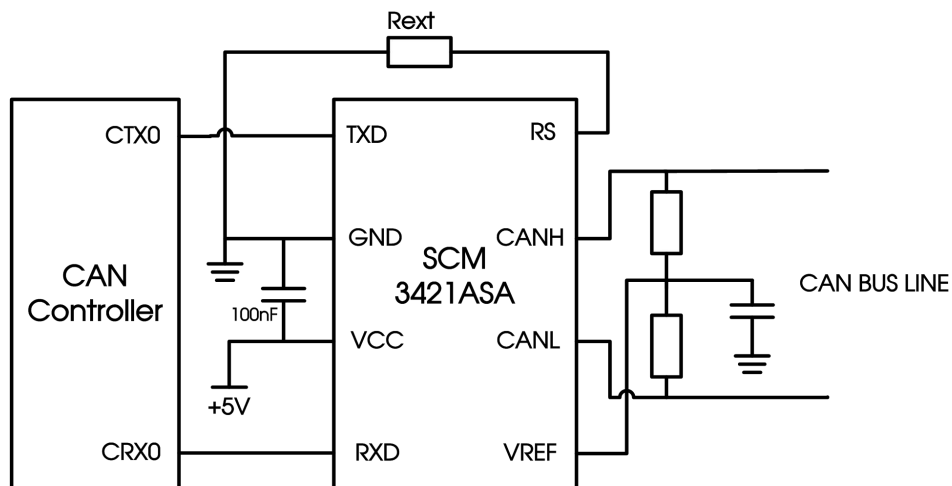 Rext
CTX0
TXD
RS
GND
CANH
CAN
Controller
SCM
3421ASA
CAN BUS LINE
100nF
VCC
CANL
+5V
CRX0
RXD
VREF